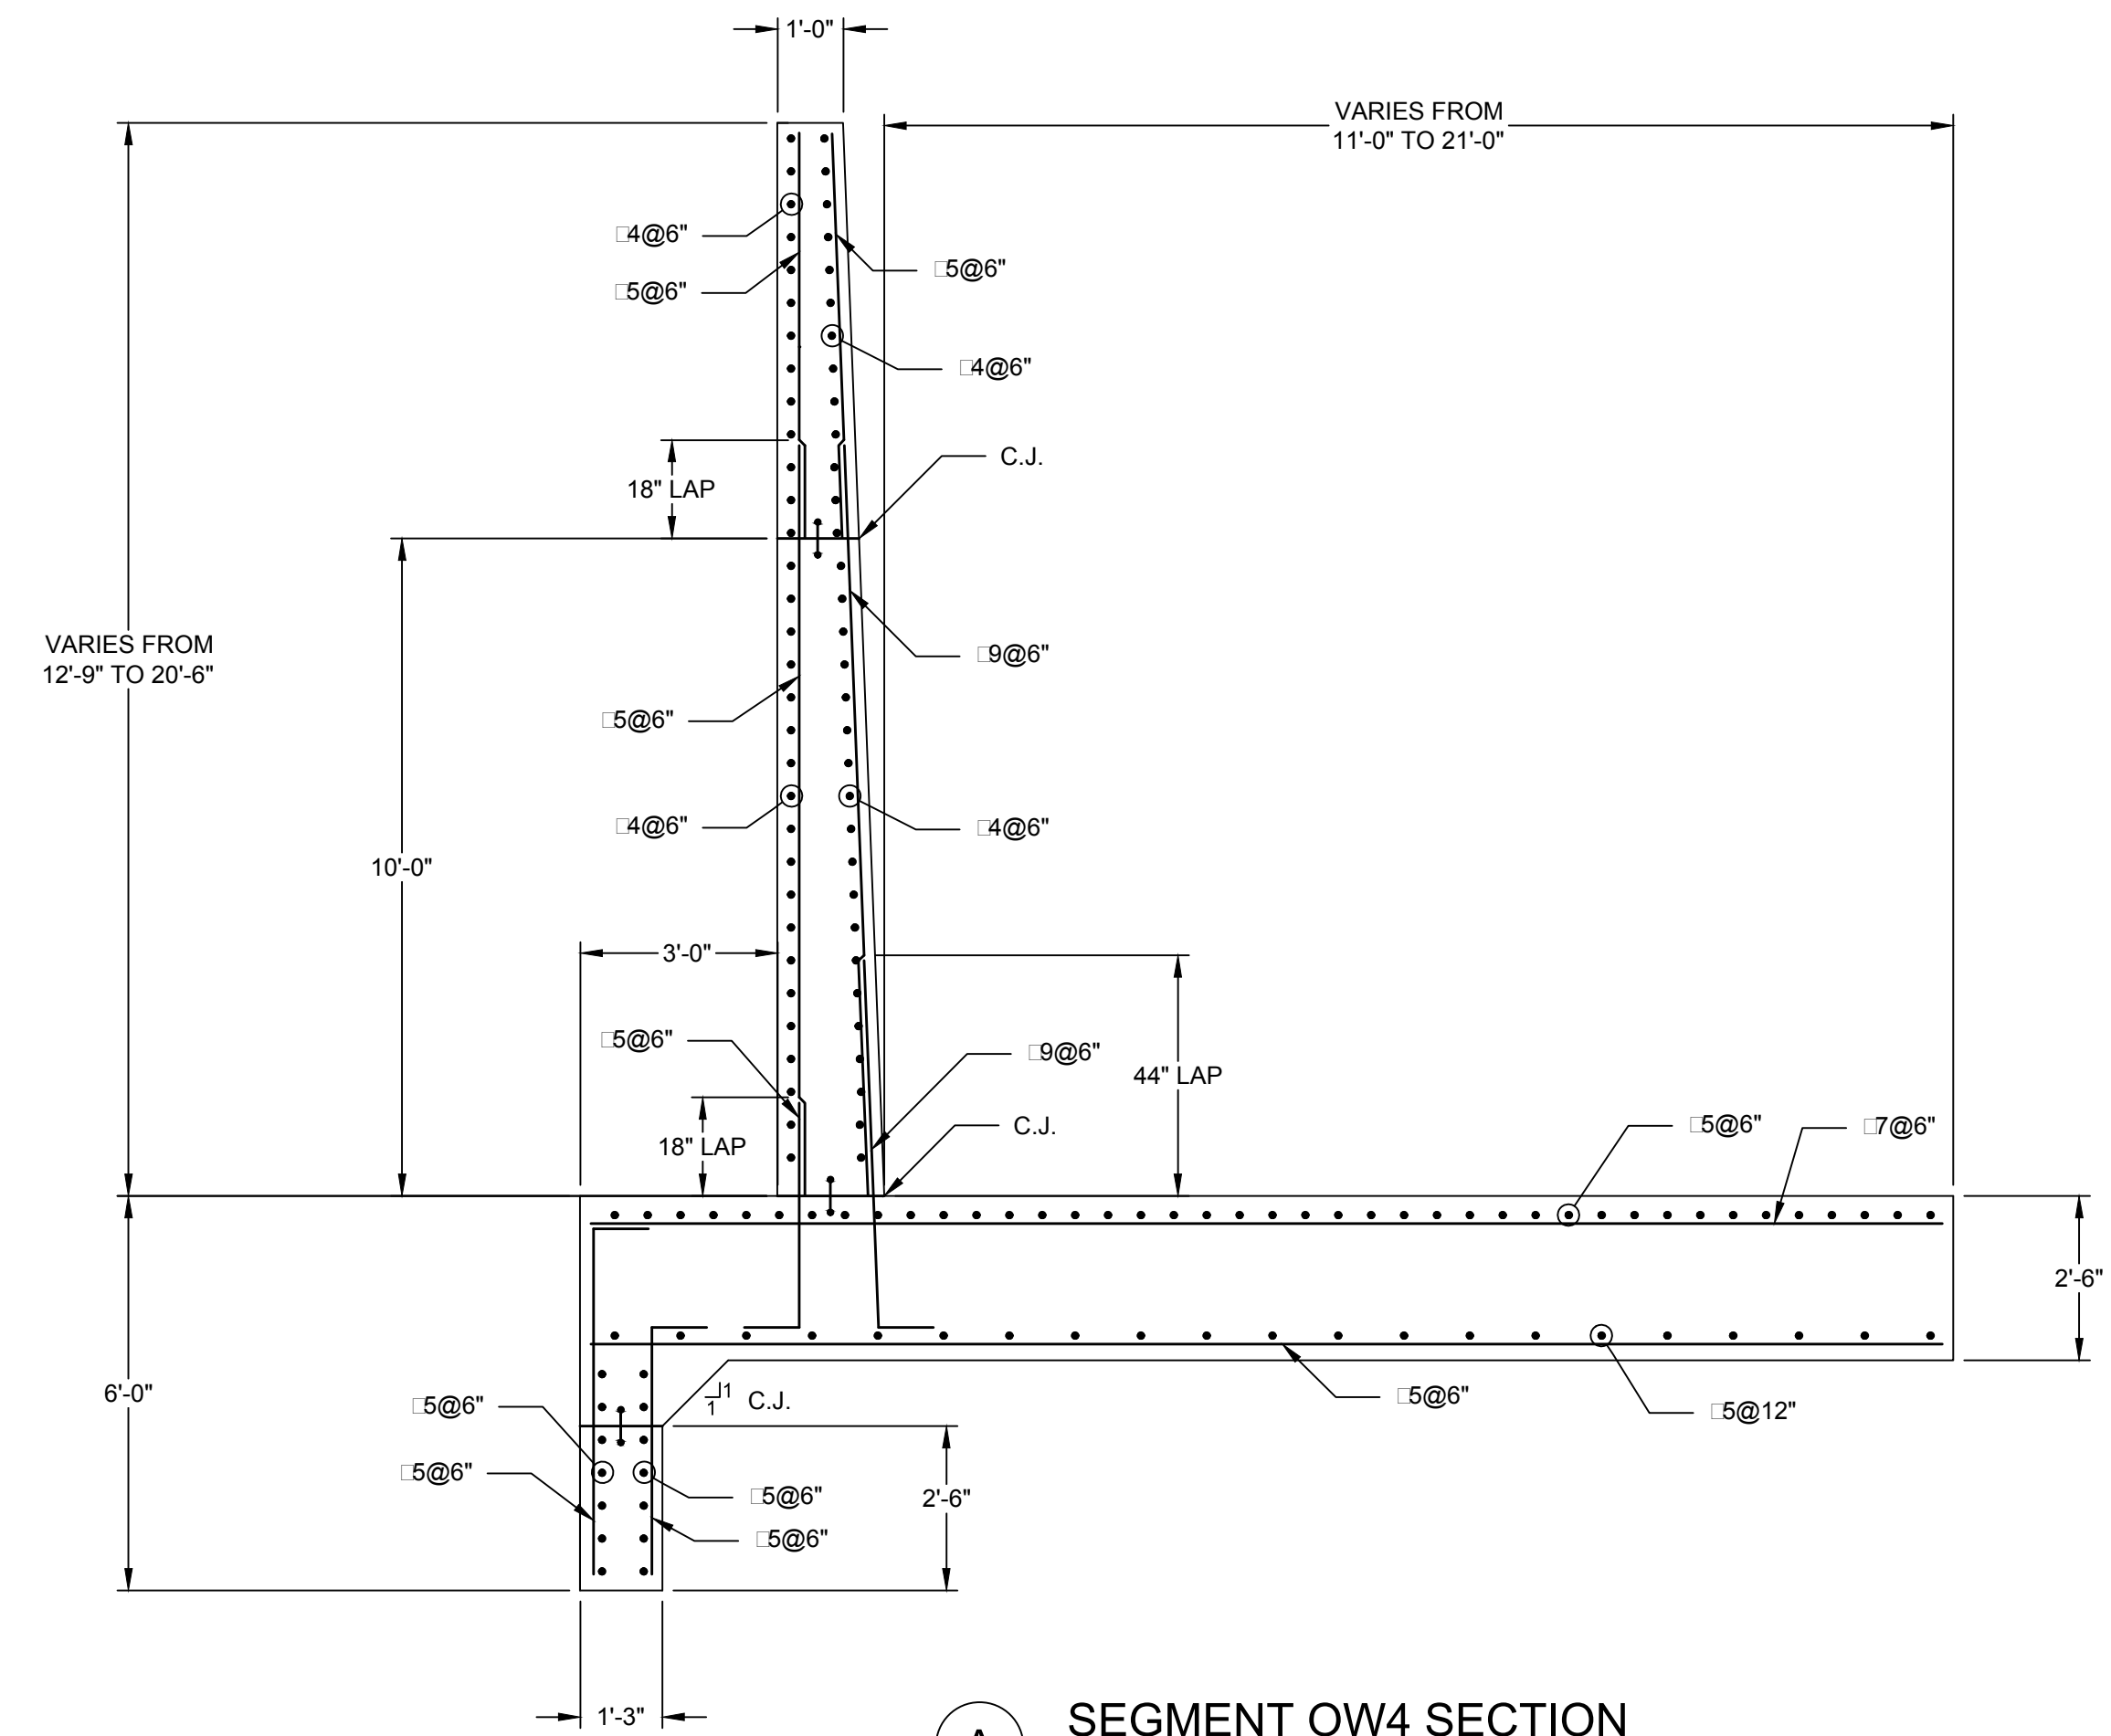 1'-0"
VARIES FROM
11'-0" TO 21'-0"
□4@6"
□5@6"
□5@6"
□4@6"
C.J.
18" LAP
VARIES FROM
12'-9" TO 20'-6"
□9@6"
□5@6"
□4@6"
□4@6"
10'-0"
3'-0"
□5@6"
□9@6"
44" LAP
18" LAP
C.J.
□5@6"
□7@6"
2'-6"
6'-0"
1
1
C.J.
□5@6"
□5@12"
□5@6"
□5@6"
□5@6"
□5@6"
2'-6"
1'-3"
A
SEGMENT OW4 SECTION